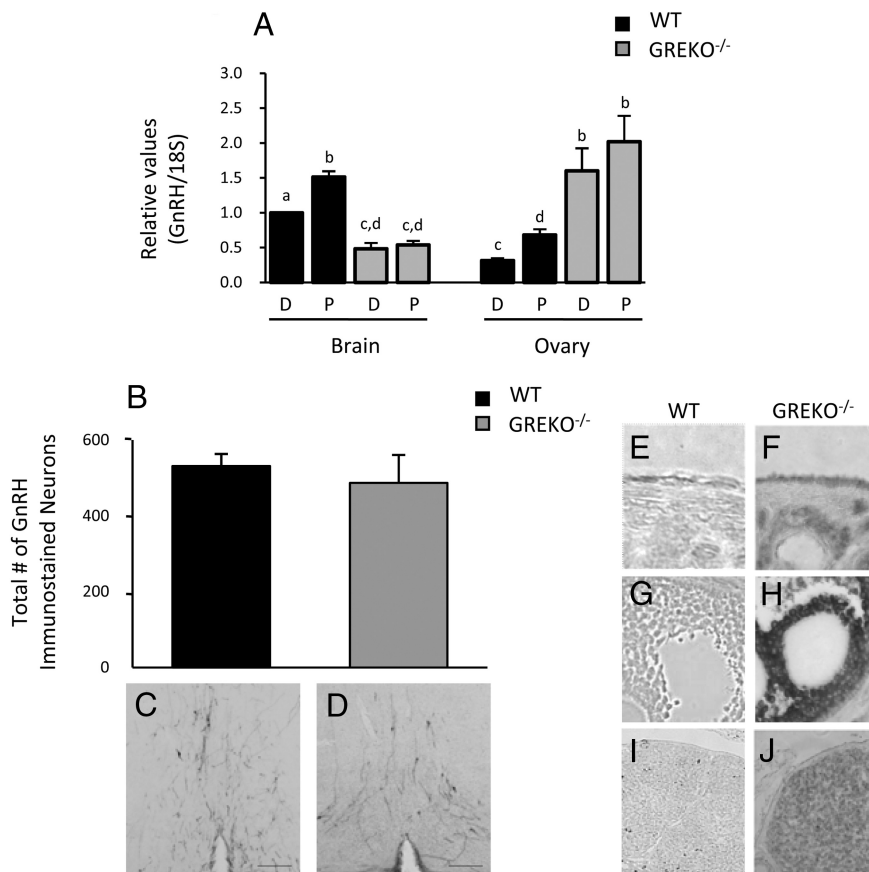 A
WT
GREKO-/-
Relative values
(GnRH/18S)
3.0
2.5
2.0
1.5
1.0
0.5
0.0
a
b
c,d
c,d
c
d
b
b
D P D P D P D P
Brain Ovary
B
WT
GREKO-/-
Total # of GnRH
Immunostained Neurons
600
400
200
0
C D
WT GREKO-/-
E F
G H
I J